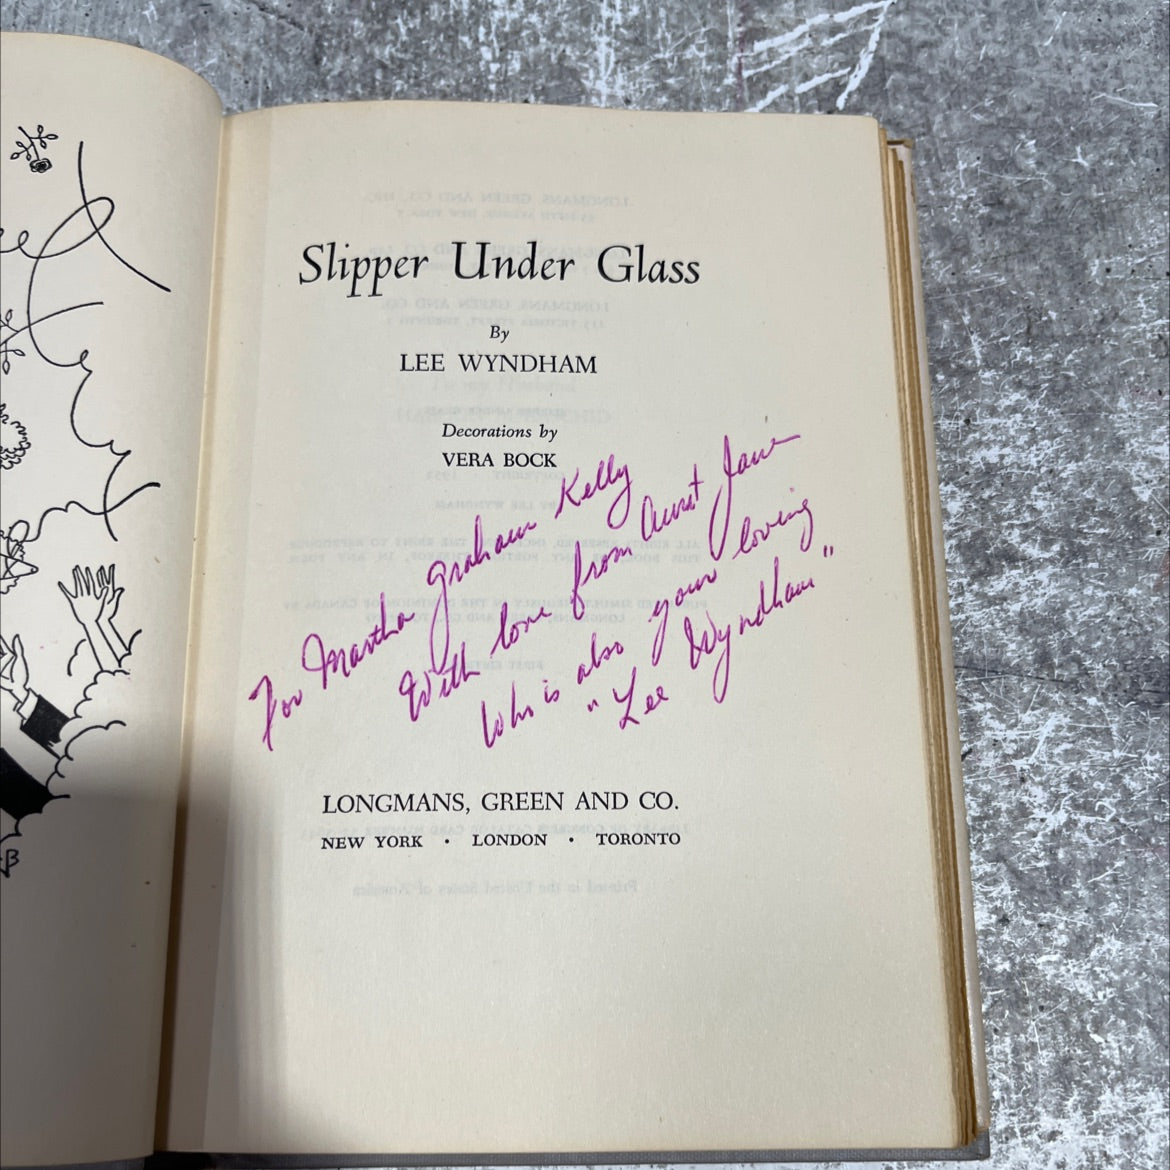 Slipper Under Glass
By
LEE WYNDHAM
Decorations by
VERA BOCK
For Martha Graham Kelly
With love from Aunt Jane
Who is also your loving
"Lee Wyndham"
LONGMANS, GREEN AND CO.
NEW YORK • LONDON • TORONTO